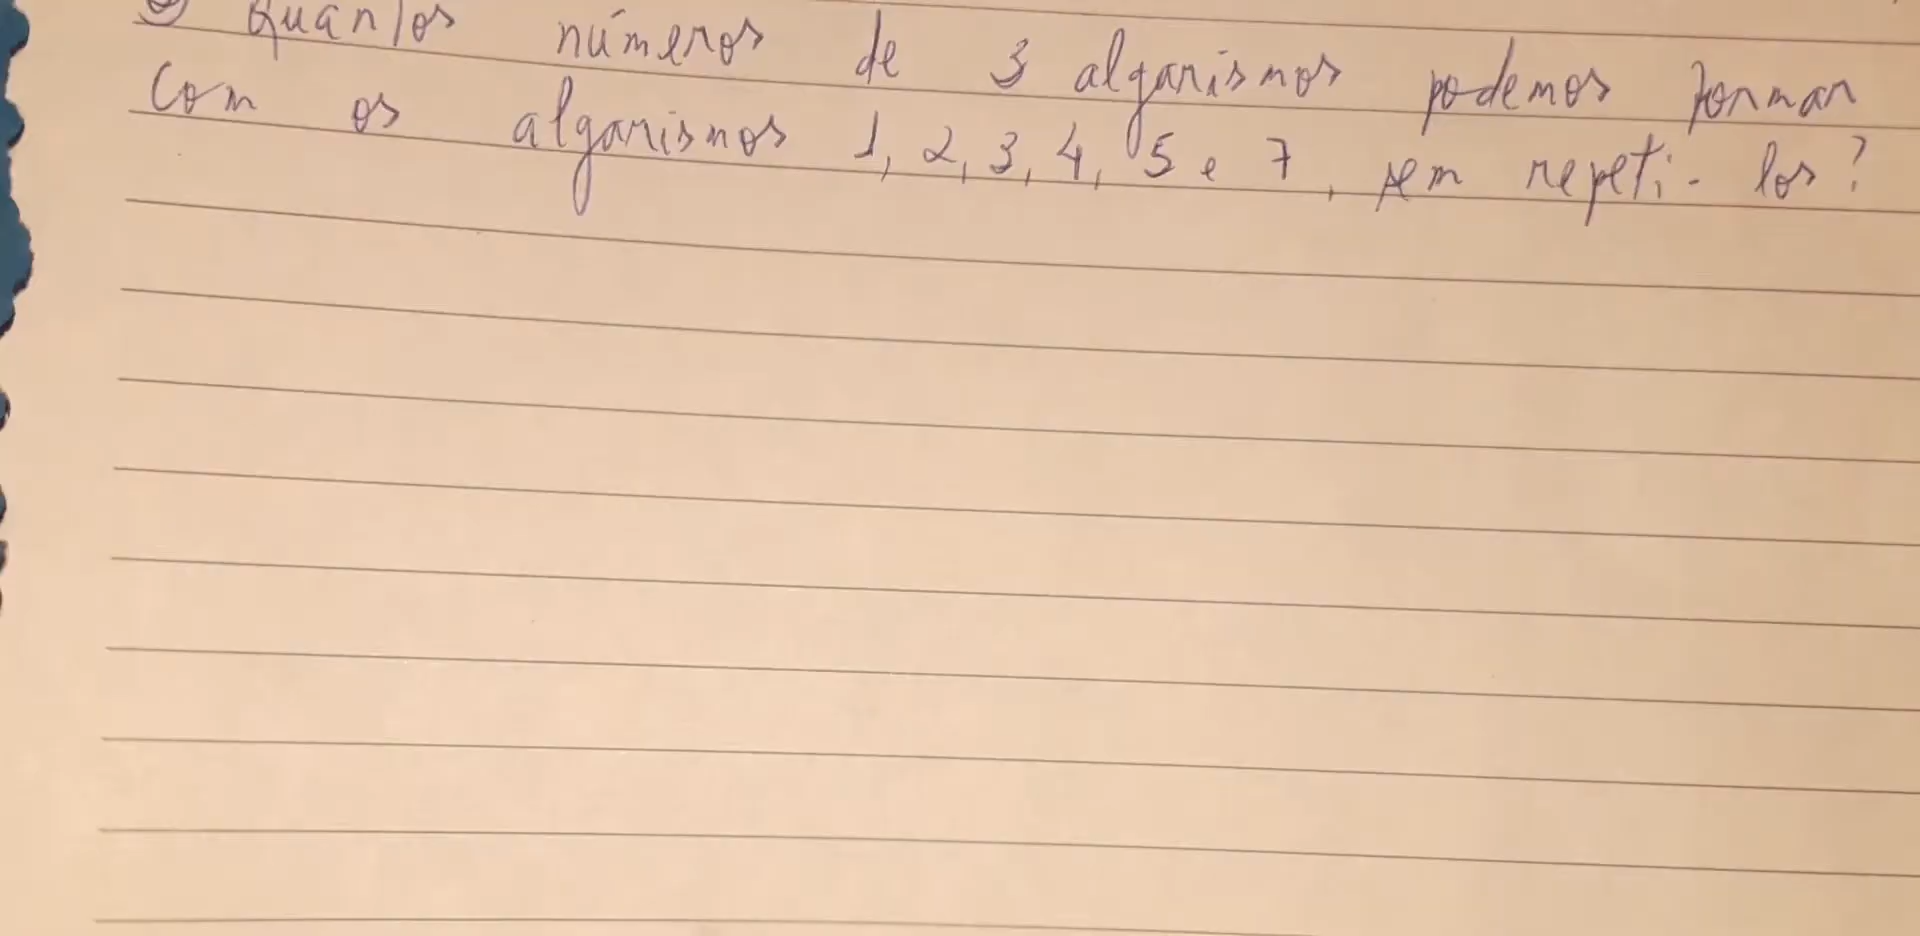 Quantos números de 3 algarismos podemos formar
com os algarismos 1, 2, 3, 4, 5 e 7, sem repeti-los?